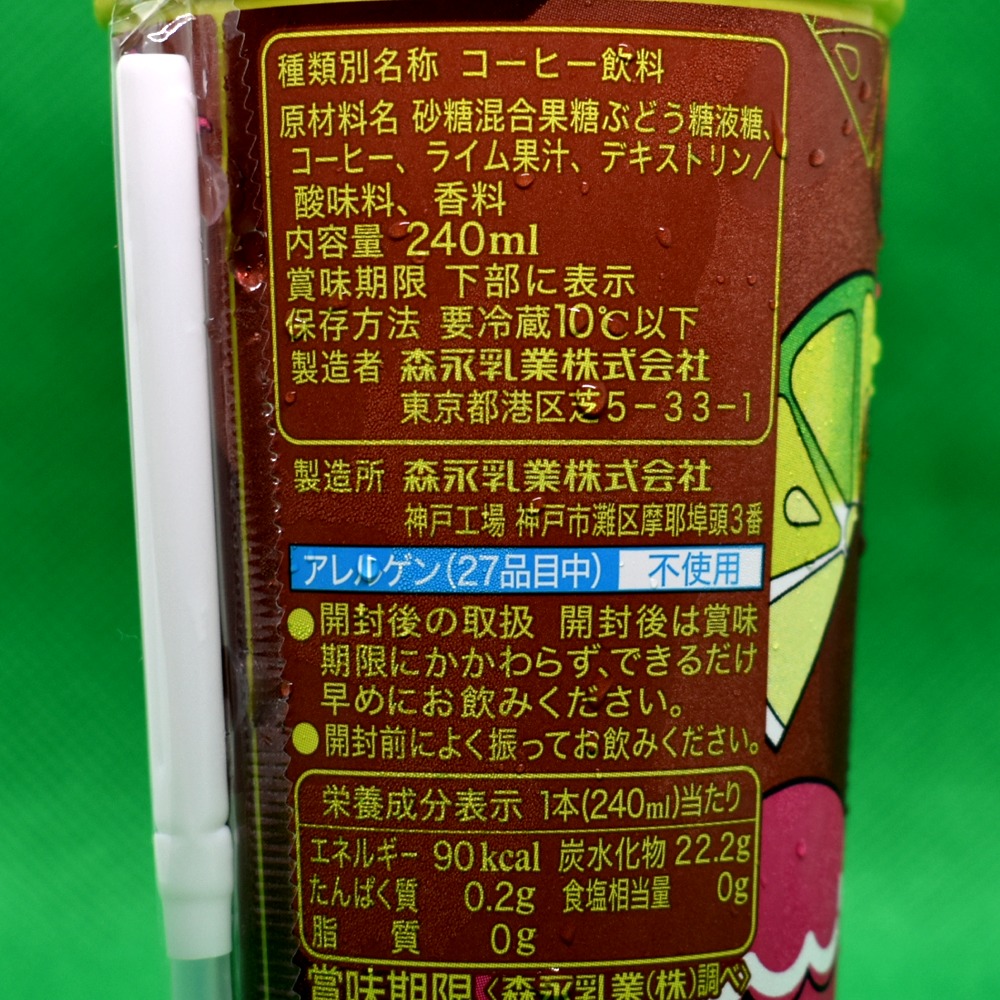 種類別名称 コーヒー飲料
原材料名 砂糖混合果糖ぶどう糖液糖、
コーヒー、ライム果汁、デキストリン/
酸味料、香料
内容量 240ml
賞味期限 下部に表示
保存方法 要冷蔵10℃以下
製造者 森永乳業株式会社
東京都港区芝5-33-1
製造所 森永乳業株式会社
神戸工場 神戸市灘区摩耶埠頭3番
アレルゲン(27品目中) 不使用
●開封後の取扱 開封後は賞味
期限にかかわらず、できるだけ
早めにお飲みください。
●開封前によく振ってお飲みください。
栄養成分表示 1本(240ml)当たり
エネルギー 90kcal 炭水化物 22.2g
たんぱく質 0.2g 食塩相当量 0g
脂質 0g
賞味期限〈森永乳業(株)調べ〉